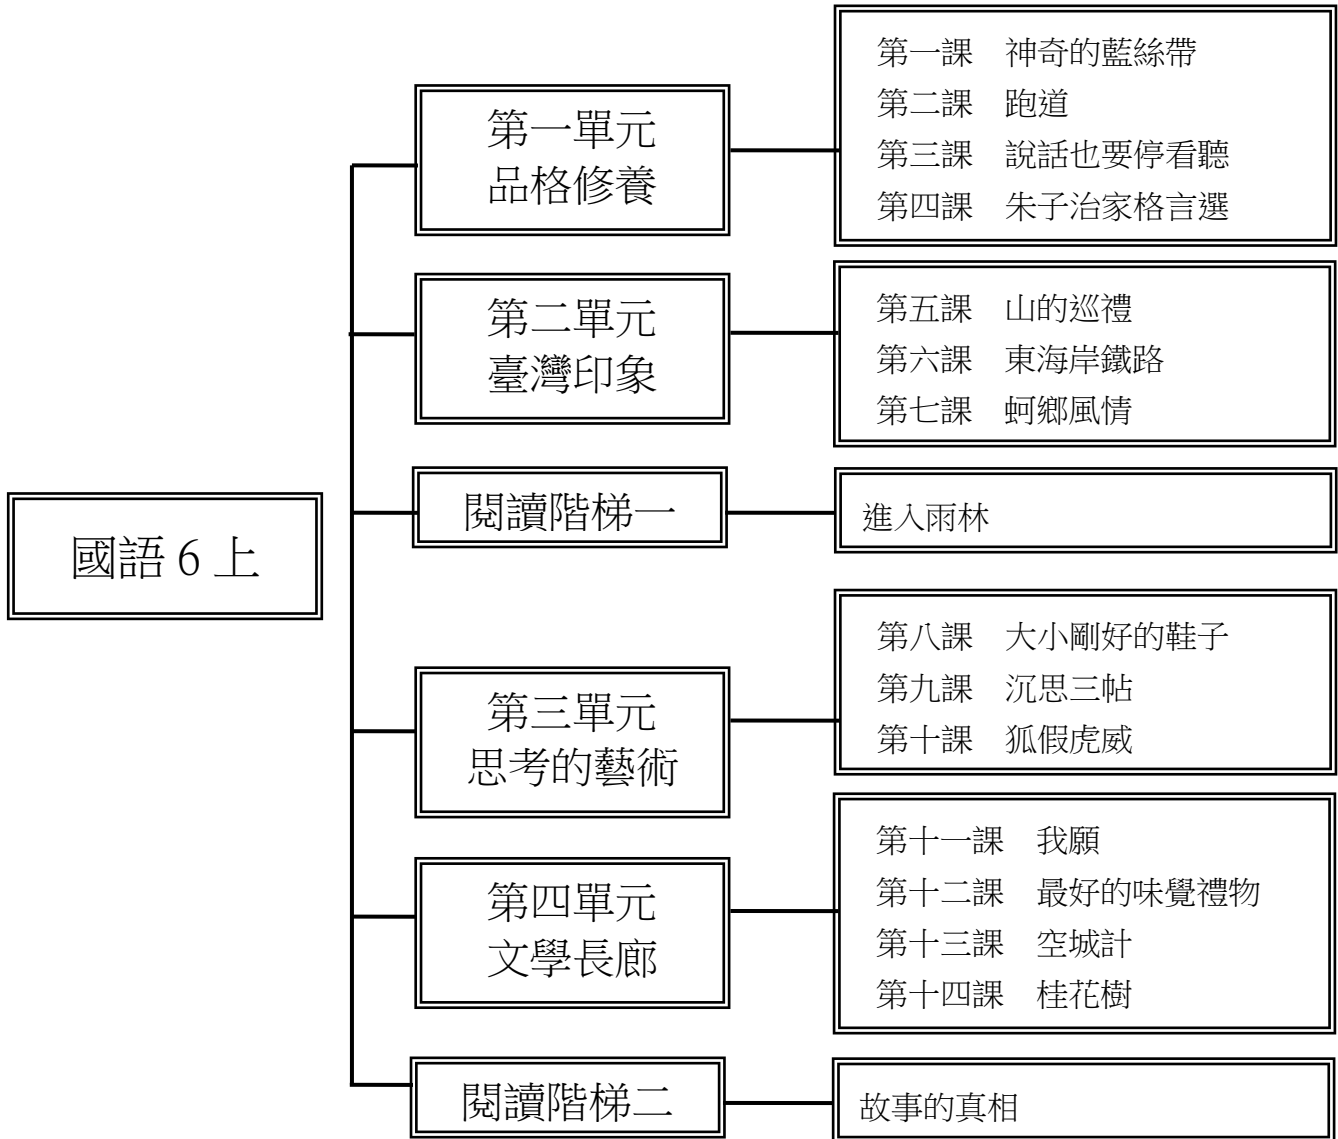 國語6上
第一單元
品格修養
第一課 神奇的藍絲帶
第二課 跑道
第三課 說話也要停看聽
第四課 朱子治家格言選
第二單元
臺灣印象
第五課 山的巡禮
第六課 東海岸鐵路
第七課 蚵鄉風情
閱讀階梯一
進入雨林
第三單元
思考的藝術
第八課 大小剛好的鞋子
第九課 沉思三帖
第十課 狐假虎威
第四單元
文學長廊
第十一課 我願
第十二課 最好的味覺禮物
第十三課 空城計
第十四課 桂花樹
閱讀階梯二
故事的真相